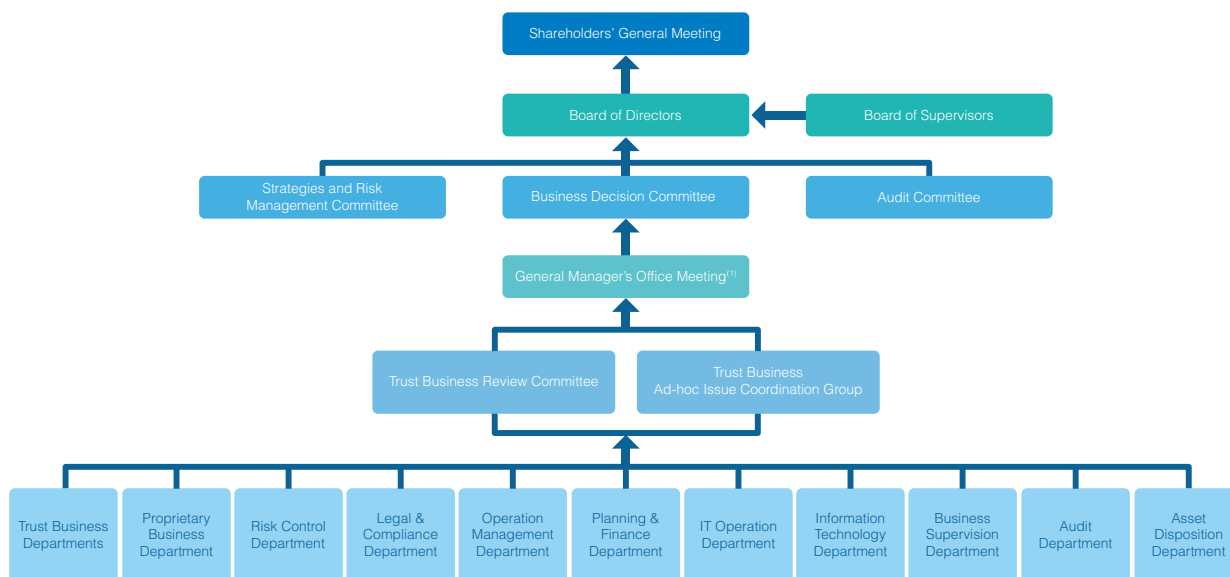 Shareholders' General Meeting
Board of Directors
Board of Supervisors
Strategies and Risk
Management Committee
Business Decision Committee
Audit Committee
General Manager's Office Meeting(1)
Trust Business Review Committee
Trust Business
Ad-hoc Issue Coordination Group
Trust Business
Departments
Proprietary
Business
Department
Risk Control
Department
Legal &
Compliance
Department
Operation
Management
Department
Planning &
Finance
Department
IT Operation
Department
Information
Technology
Department
Business
Supervision
Department
Audit
Department
Asset
Disposition
Department